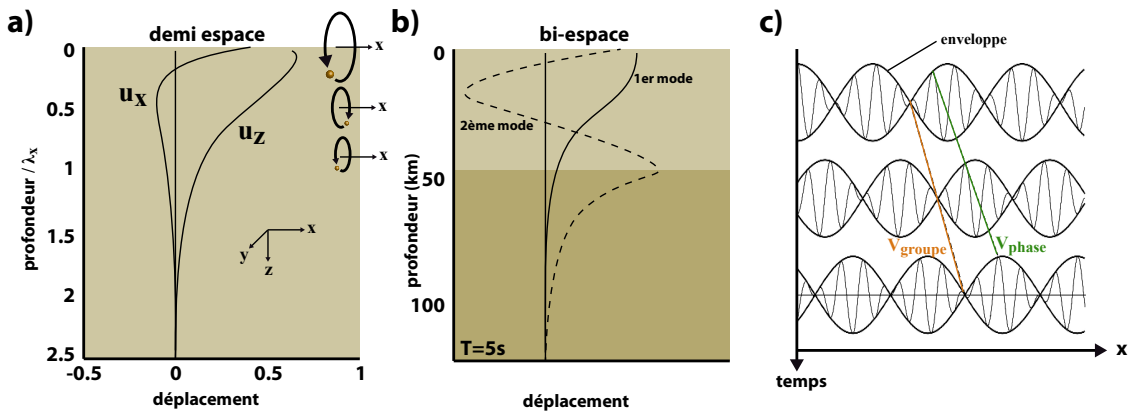 a)
demi espace
0
0.5
1
1.5
2
2.5
profondeur / λx
-0.5
0
0.5
1
déplacement
ux
uz
x
x
x
x
y
z
b)
bi-espace
0
50
100
profondeur (km)
1er mode
2ème mode
T=5s
déplacement
c)
enveloppe
Vgroupe
Vphase
x
temps